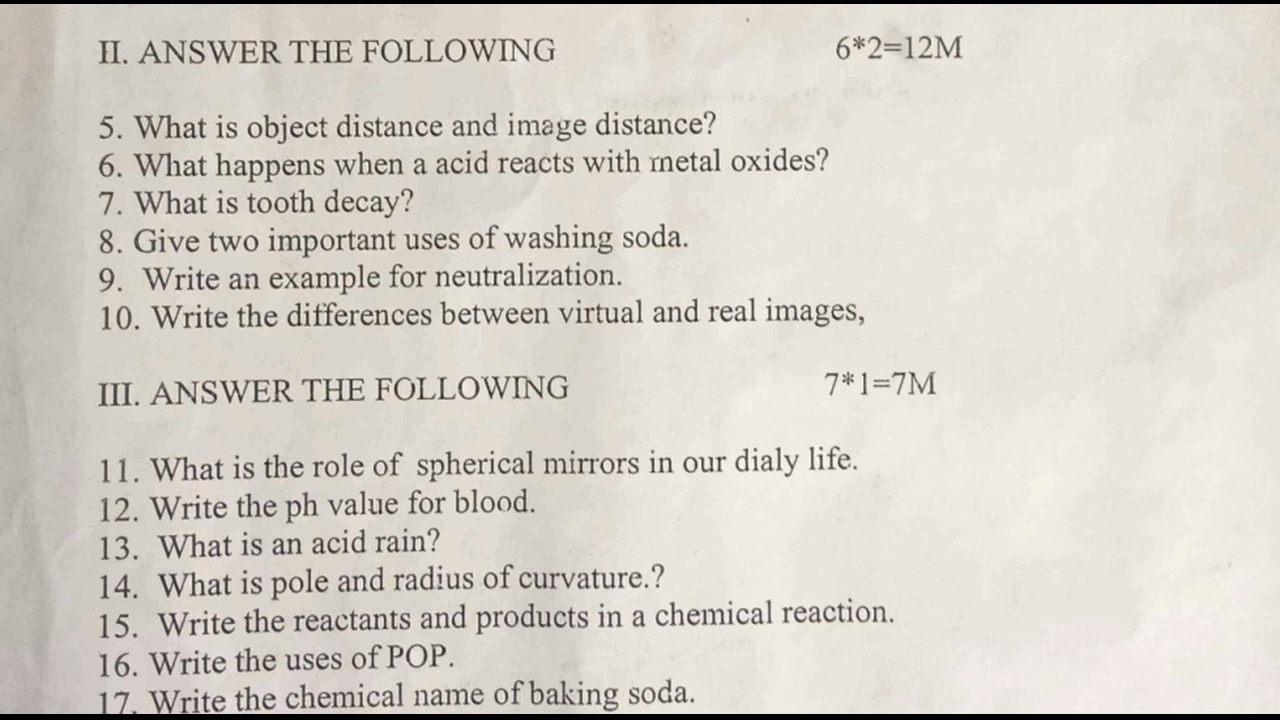 II. ANSWER THE FOLLOWING 6*2=12M
5. What is object distance and image distance?
6. What happens when a acid reacts with metal oxides?
7. What is tooth decay?
8. Give two important uses of washing soda.
9. Write an example for neutralization.
10. Write the differences between virtual and real images,
III. ANSWER THE FOLLOWING 7*1=7M
11. What is the role of spherical mirrors in our dialy life.
12. Write the ph value for blood.
13. What is an acid rain?
14. What is pole and radius of curvature.?
15. Write the reactants and products in a chemical reaction.
16. Write the uses of POP.
17. Write the chemical name of baking soda.